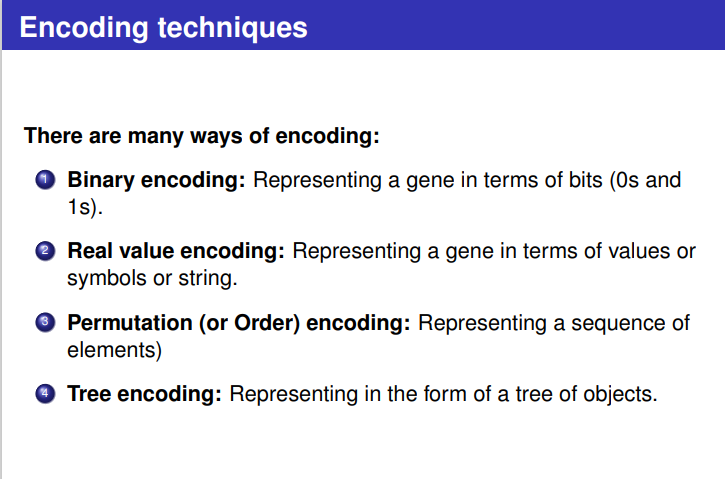 Encoding techniques
There are many ways of encoding:
1 Binary encoding: Representing a gene in terms of bits (0s and
1s).
2 Real value encoding: Representing a gene in terms of values or
symbols or string.
3 Permutation (or Order) encoding: Representing a sequence of
elements)
4 Tree encoding: Representing in the form of a tree of objects.